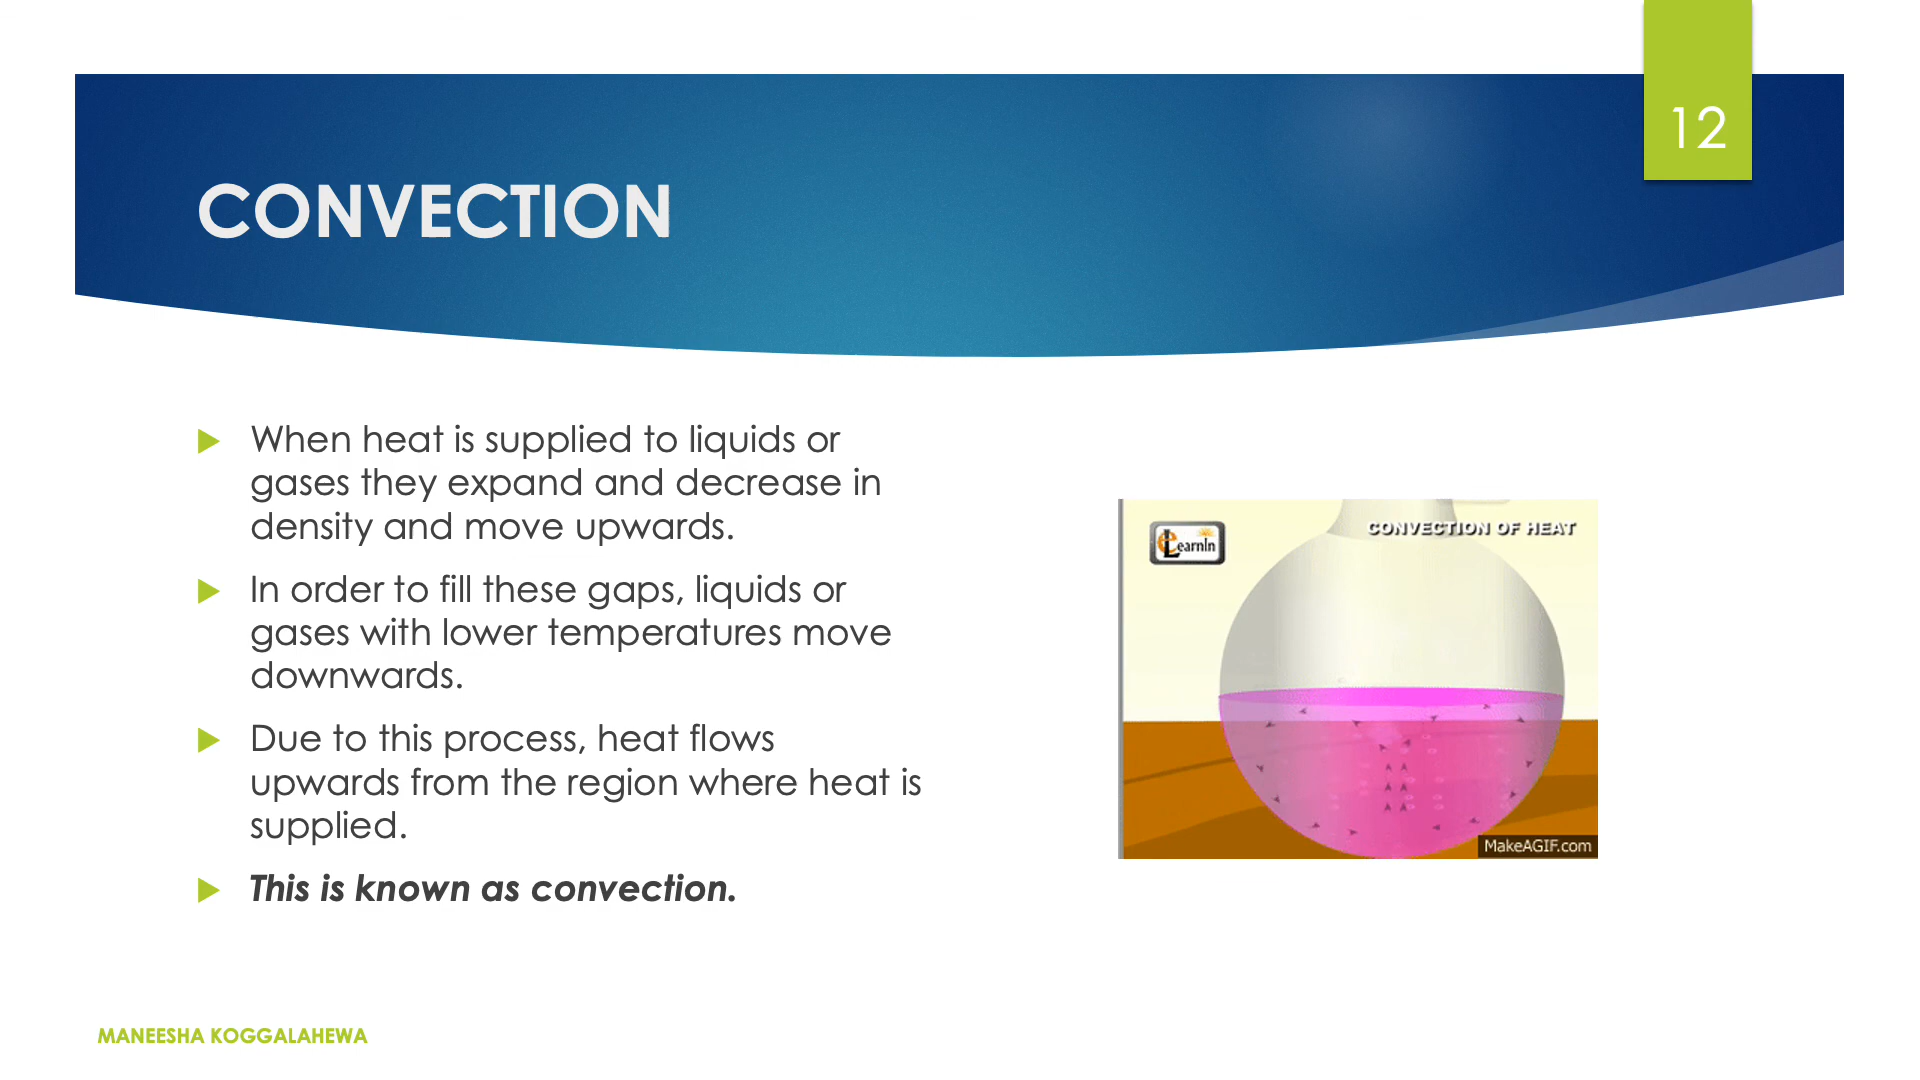 12
CONVECTION
When heat is supplied to liquids or
gases they expand and decrease in
density and move upwards.
In order to fill these gaps, liquids or
gases with lower temperatures move
downwards.
Due to this process, heat flows
upwards from the region where heat is
supplied.
This is known as convection.
CONVECTION OF HEAT
eLearnIn
MakeAGIF.com
MANEESHA KOGGALAHEWA